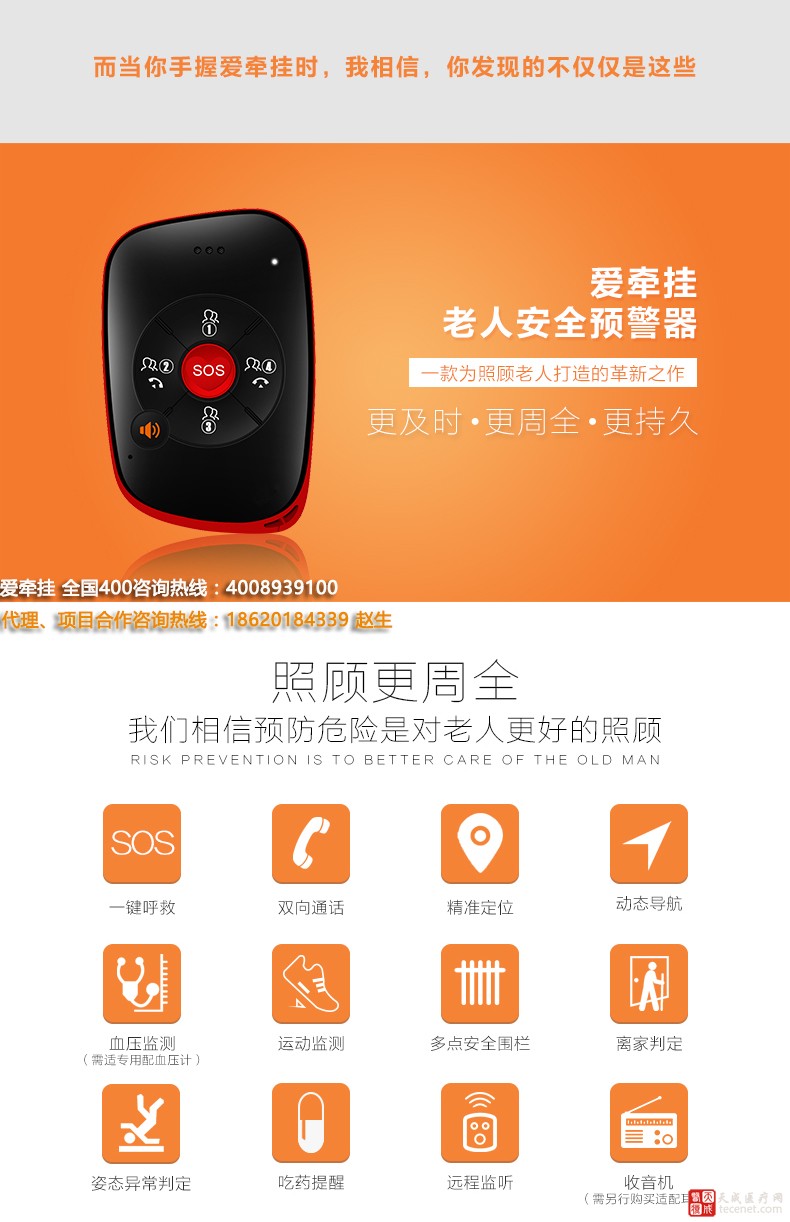 而当你手握爱牵挂时，我相信，你发现的不仅仅是这些
爱牵挂
老人安全预警器
一款为照顾老人打造的革新之作
更及时·更周全·更持久
1
2
SOS
4
3
爱牵挂 全国400咨询热线：4008939100
代理、项目合作咨询热线：18620184339 赵生
照顾更周全
我们相信预防危险是对老人更好的照顾
RISK PREVENTION IS TO BETTER CARE OF THE OLD MAN
SOS
一键呼救
双向通话
精准定位
动态导航
血压监测
（需适专用配血压计）
运动监测
多点安全围栏
离家判定
姿态异常判定
吃药提醒
远程监听
收音机
（需另行购买适配耳
天成医疗网
tecenet.com